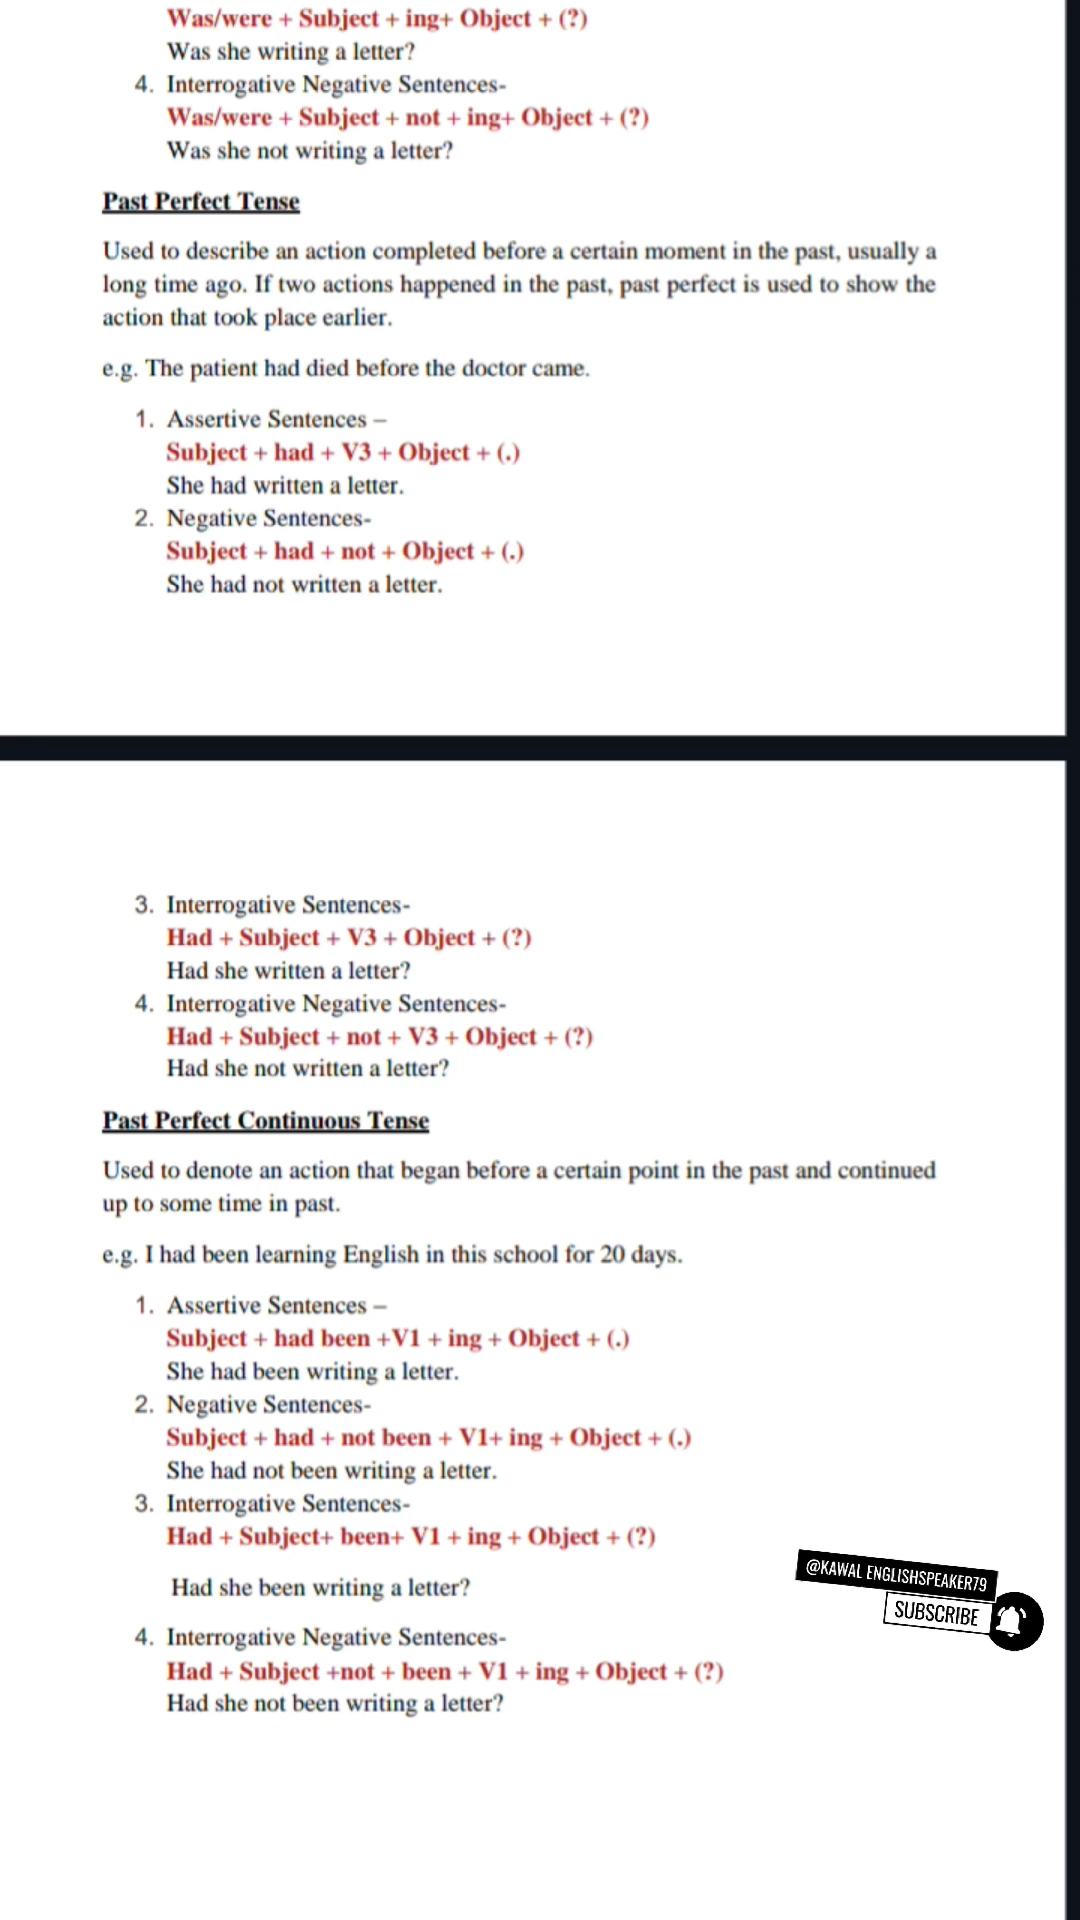 Was/were + Subject + ing+ Object + (?)
Was she writing a letter?
4. Interrogative Negative Sentences-
Was/were + Subject + not + ing+ Object + (?)
Was she not writing a letter?
Past Perfect Tense
Used to describe an action completed before a certain moment in the past, usually a
long time ago. If two actions happened in the past, past perfect is used to show the
action that took place earlier.
e.g. The patient had died before the doctor came.
1. Assertive Sentences –
Subject + had + V3 + Object + (.)
She had written a letter.
2. Negative Sentences-
Subject + had + not + Object + (.)
She had not written a letter.
3. Interrogative Sentences-
Had + Subject + V3 + Object + (?)
Had she written a letter?
4. Interrogative Negative Sentences-
Had + Subject + not + V3 + Object + (?)
Had she not written a letter?
Past Perfect Continuous Tense
Used to denote an action that began before a certain point in the past and continued
up to some time in past.
e.g. I had been learning English in this school for 20 days.
1. Assertive Sentences –
Subject + had been +V1 + ing + Object + (.)
She had been writing a letter.
2. Negative Sentences-
Subject + had + not been + V1+ ing + Object + (.)
She had not been writing a letter.
3. Interrogative Sentences-
Had + Subject+ been+ V1 + ing + Object + (?)
Had she been writing a letter?
4. Interrogative Negative Sentences-
Had + Subject +not + been + V1 + ing + Object + (?)
Had she not been writing a letter?
@KAWAL ENGLISHSPEAKER79
SUBSCRIBE